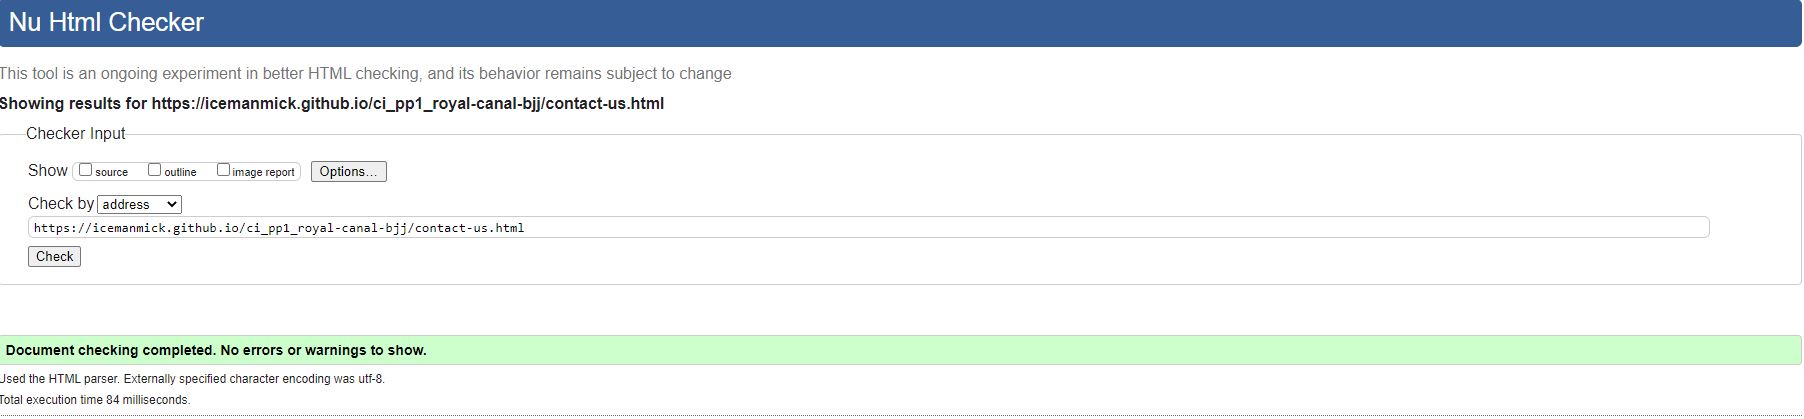 Nu Html Checker
This tool is an ongoing experiment in better HTML checking, and its behavior remains subject to change
Showing results for https://icemanmick.github.io/ci_pp1_royal-canal-bjj/contact-us.html
Checker Input
Show source outline image report Options...
Check by address
https://icemanmick.github.io/ci_pp1_royal-canal-bjj/contact-us.html
Check
Document checking completed. No errors or warnings to show.
Used the HTML parser. Externally specified character encoding was utf-8.
Total execution time 84 milliseconds.